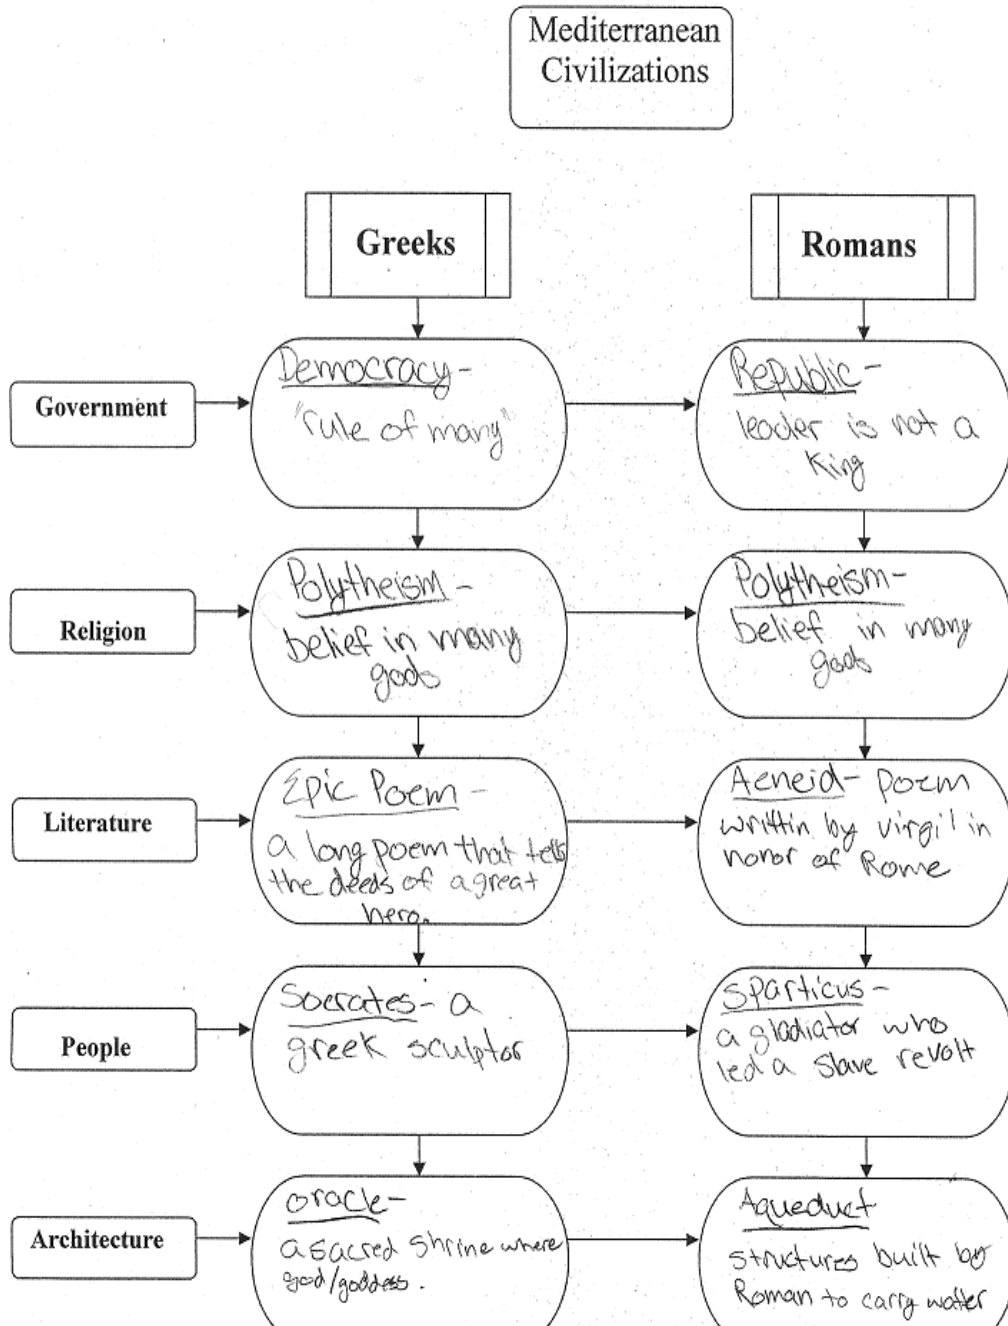 Mediterranean
Civilizations
Greeks
Romans
Government
Democracy-
"rule of many"
Republic-
leader is not a
King
Religion
Polytheism-
belief in many
gods
Polytheism-
belief in many
gods
Literature
Epic Poem-
a long poem that tells
the deeds of a great
hero.
Aeneid- poem
writtin by virgil in
honor of Rome
People
Socrates- a
greek sculptor
Sparticus-
a gladiator who
led a slave revolt
Architecture
oracle-
a sacred shrine where
god/goddess.
Aqueduct
structures built by
Roman to carry water